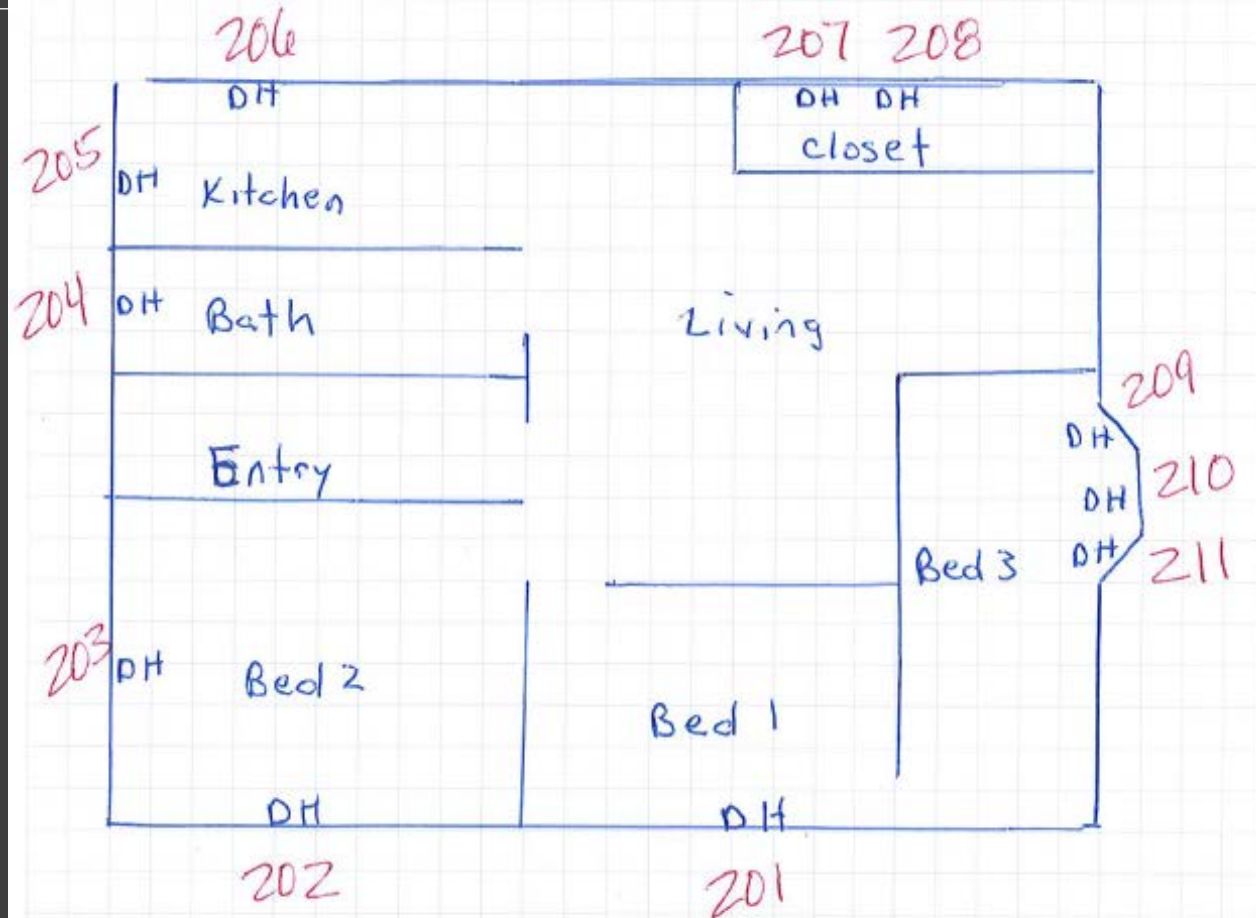 206
207 208
DH
DH DH
closet
205
DH
Kitchen
204
DH
Bath
Living
209
DH
Entry
210
DH
211
DH
Bed 3
203
DH
Bed 2
Bed 1
DH
DH
202
201